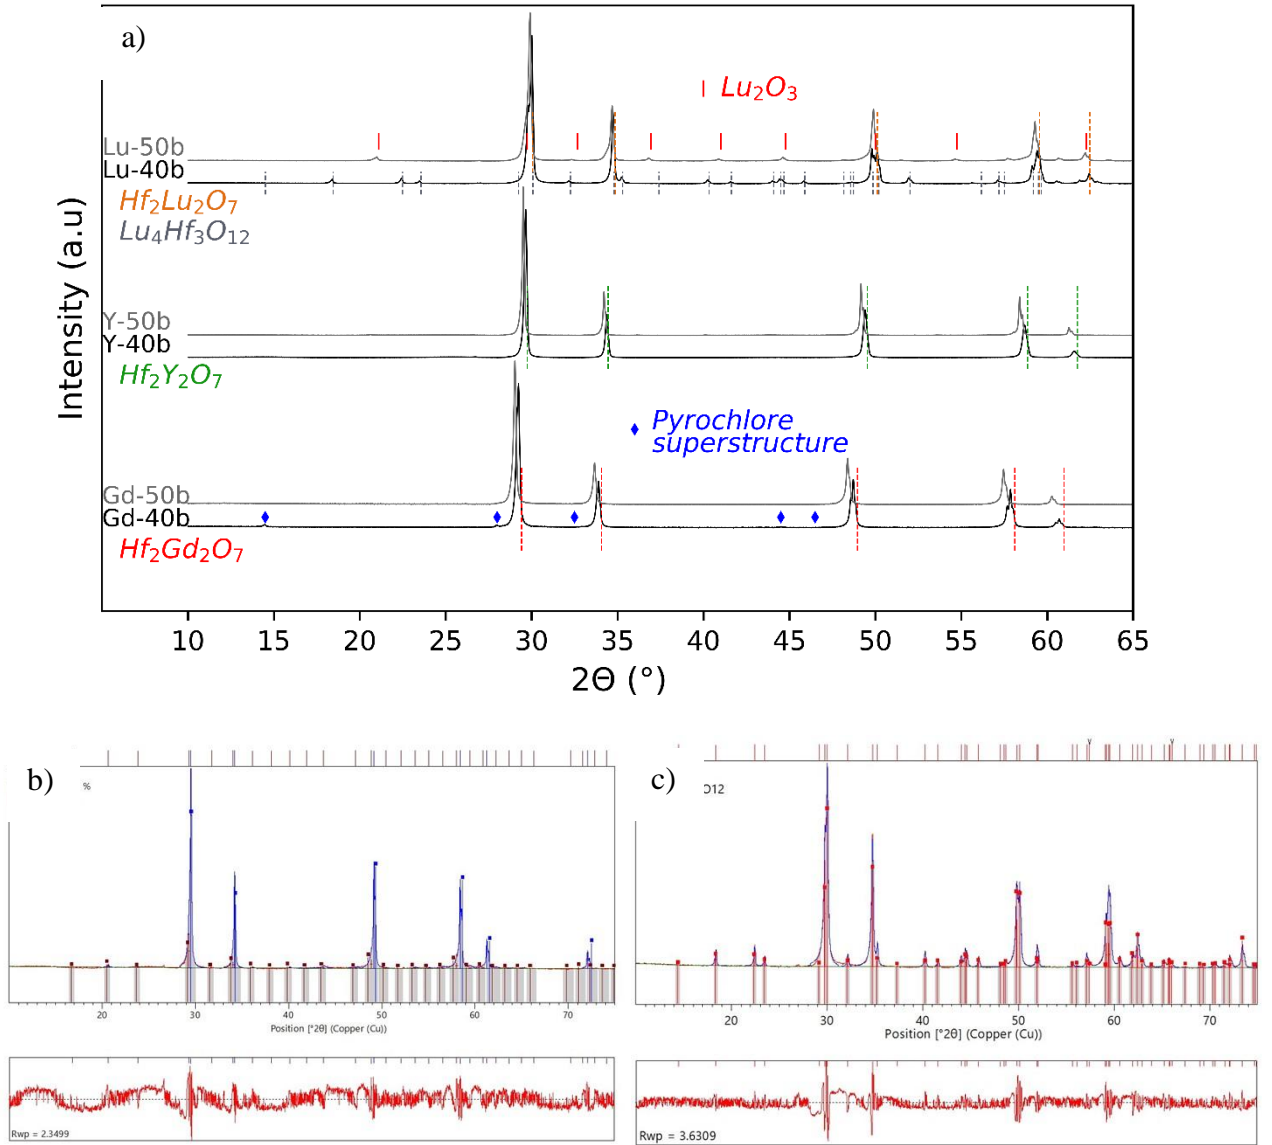 a)
Lu₂O₃
Lu-50b
Lu-40b
Hf₂Lu₂O₇
Lu₄Hf₃O₁₂
Y-50b
Y-40b
Hf₂Y₂O₇
Pyrochlore
superstructure
Gd-50b
Gd-40b
Hf₂Gd₂O₇
Intensity (a.u)
10 15 20 25 30 35 40 45 50 55 60 65
2Θ (°)
b)
%
20 30 40 50 60 70
Position [°2θ] (Copper (Cu))
Rwp = 2.3499
c)
O12
20 30 40 50 60 70
Position [°2θ] (Copper (Cu))
Rwp = 3.6309